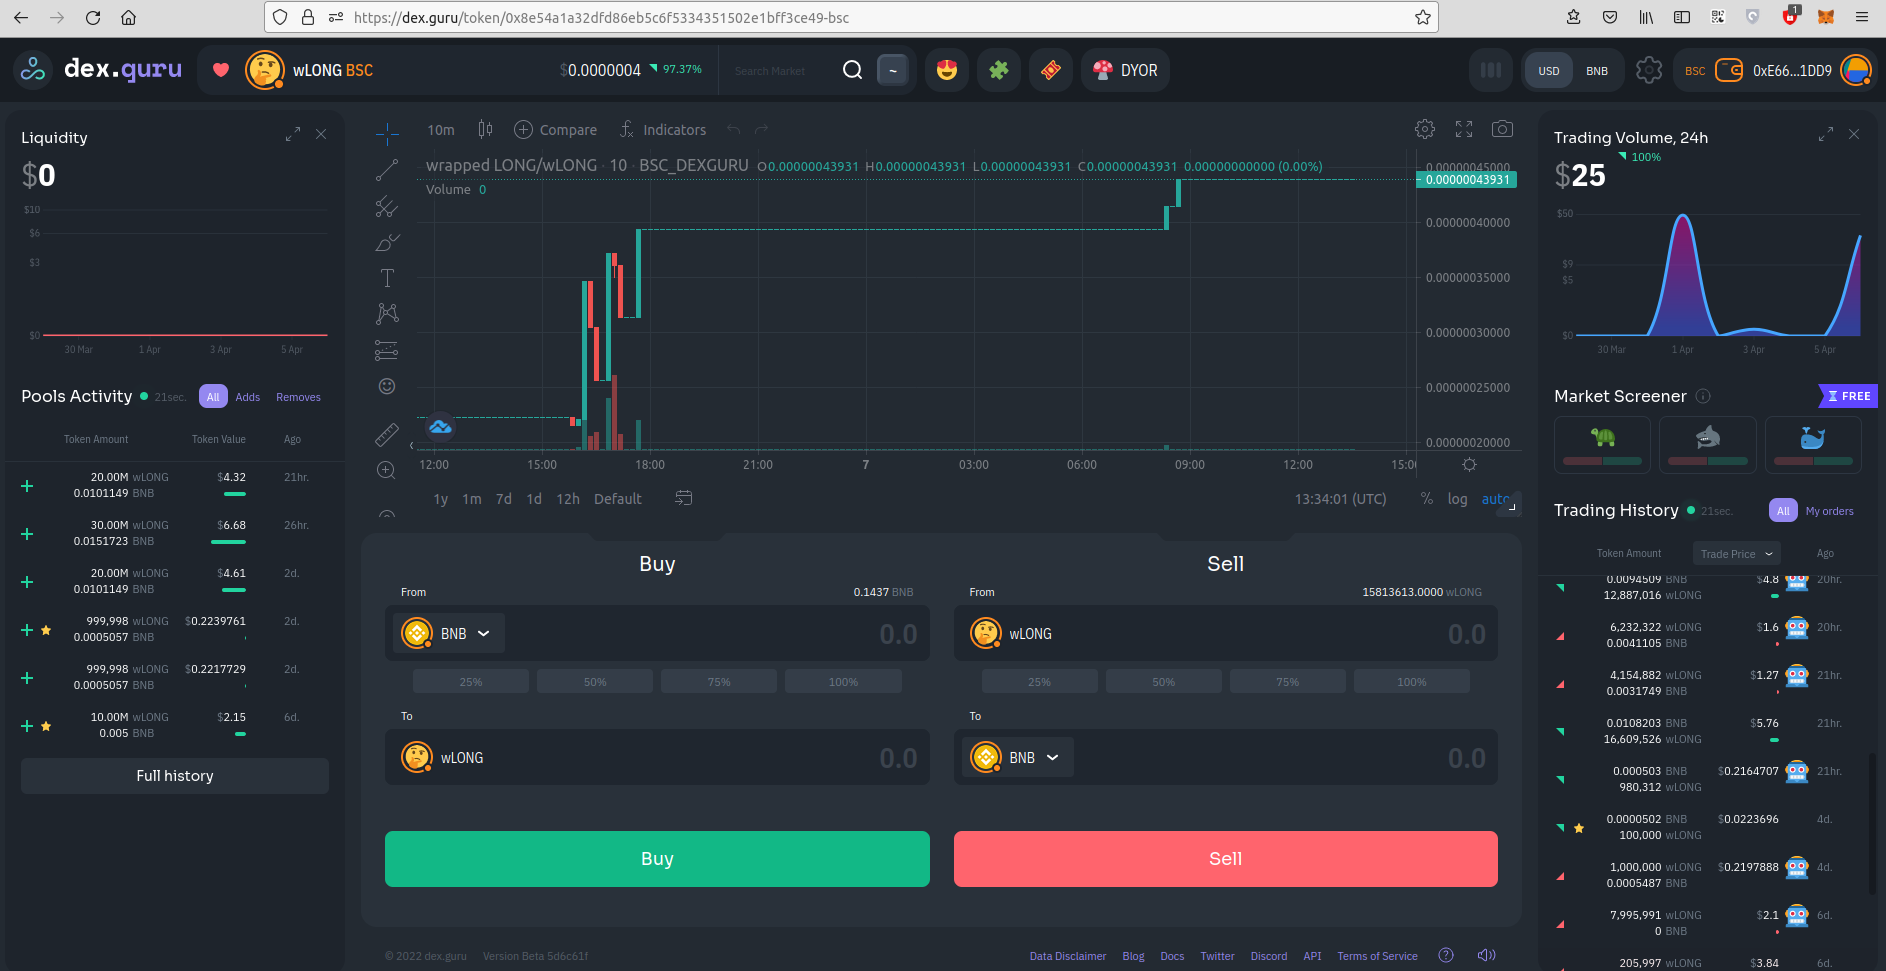 https://dex.guru/token/0x8e54a1a32dfd86eb5c6f5334351502e1bff3ce49-bsc
1
dex.guru
wLONG BSC
$0.0000004 97.37%
Search Market
~
DYOR
USD
BNB
BSC
0xE66...1DD9
Liquidity
$0
$10
$6
$3
$0
30 Mar 1 Apr 3 Apr 5 Apr
Pools Activity 21sec. All Adds Removes
Token Amount Token Value Ago
20.00M wLONG $4.32 21hr.
0.0101149 BNB
30.00M wLONG $6.68 26hr.
0.0151723 BNB
20.00M wLONG $4.61 2d.
0.0101149 BNB
999,998 wLONG $0.2239761 2d.
0.0005057 BNB
999,998 wLONG $0.2217729 2d.
0.0005057 BNB
10.00M wLONG $2.15 6d.
0.005 BNB
Full history
10m Compare Indicators
wrapped LONG/wLONG · 10 · BSC_DEXGURU O0.00000043931 H0.00000043931 L0.00000043931 C0.00000043931 0.00000000000 (0.00%)
Volume 0
0.00000045000
0.00000043931
0.00000040000
0.00000035000
0.00000030000
0.00000025000
0.00000020000
12:00 15:00 18:00 21:00 7 03:00 06:00 09:00 12:00 15:0
1y 1m 7d 1d 12h Default
13:34:01 (UTC) % log auto
Buy
From 0.1437 BNB
BNB 0.0
25% 50% 75% 100%
To
wLONG 0.0
Buy
Sell
From 15813613.0000 wLONG
wLONG 0.0
25% 50% 75% 100%
To
BNB 0.0
Sell
© 2022 dex.guru Version Beta 5d6c61f
Data Disclaimer Blog Docs Twitter Discord API Terms of Service
Trading Volume, 24h
$25 100%
$50
$9
$5
$0
30 Mar 1 Apr 3 Apr 5 Apr
Market Screener FREE
Trading History 21sec. All My orders
Token Amount Trade Price Ago
0.0094509 BNB $4.8 20hr.
12,887,016 wLONG
6,232,322 wLONG $1.6 20hr.
0.0041105 BNB
4,154,882 wLONG $1.27 21hr.
0.0031749 BNB
0.0108203 BNB $5.76 21hr.
16,609,526 wLONG
0.000503 BNB $0.2164707 21hr.
980,312 wLONG
0.0000502 BNB $0.0223696 4d.
100,000 wLONG
1,000,000 wLONG $0.2197888 4d.
0.0005487 BNB
7,995,991 wLONG $2.1 6d.
0 BNB
205,997 wLONG $3.84 6d.